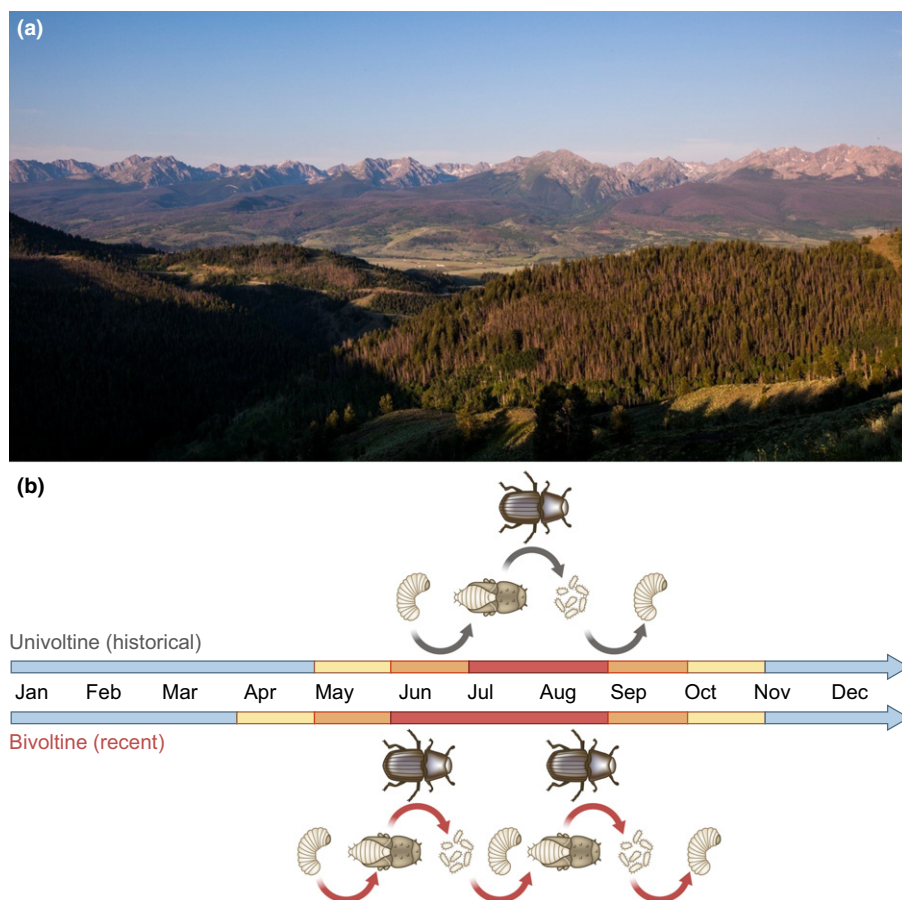 (a)
(b)
Univoltine (historical)
Jan Feb Mar Apr May Jun Jul Aug Sep Oct Nov Dec
Bivoltine (recent)